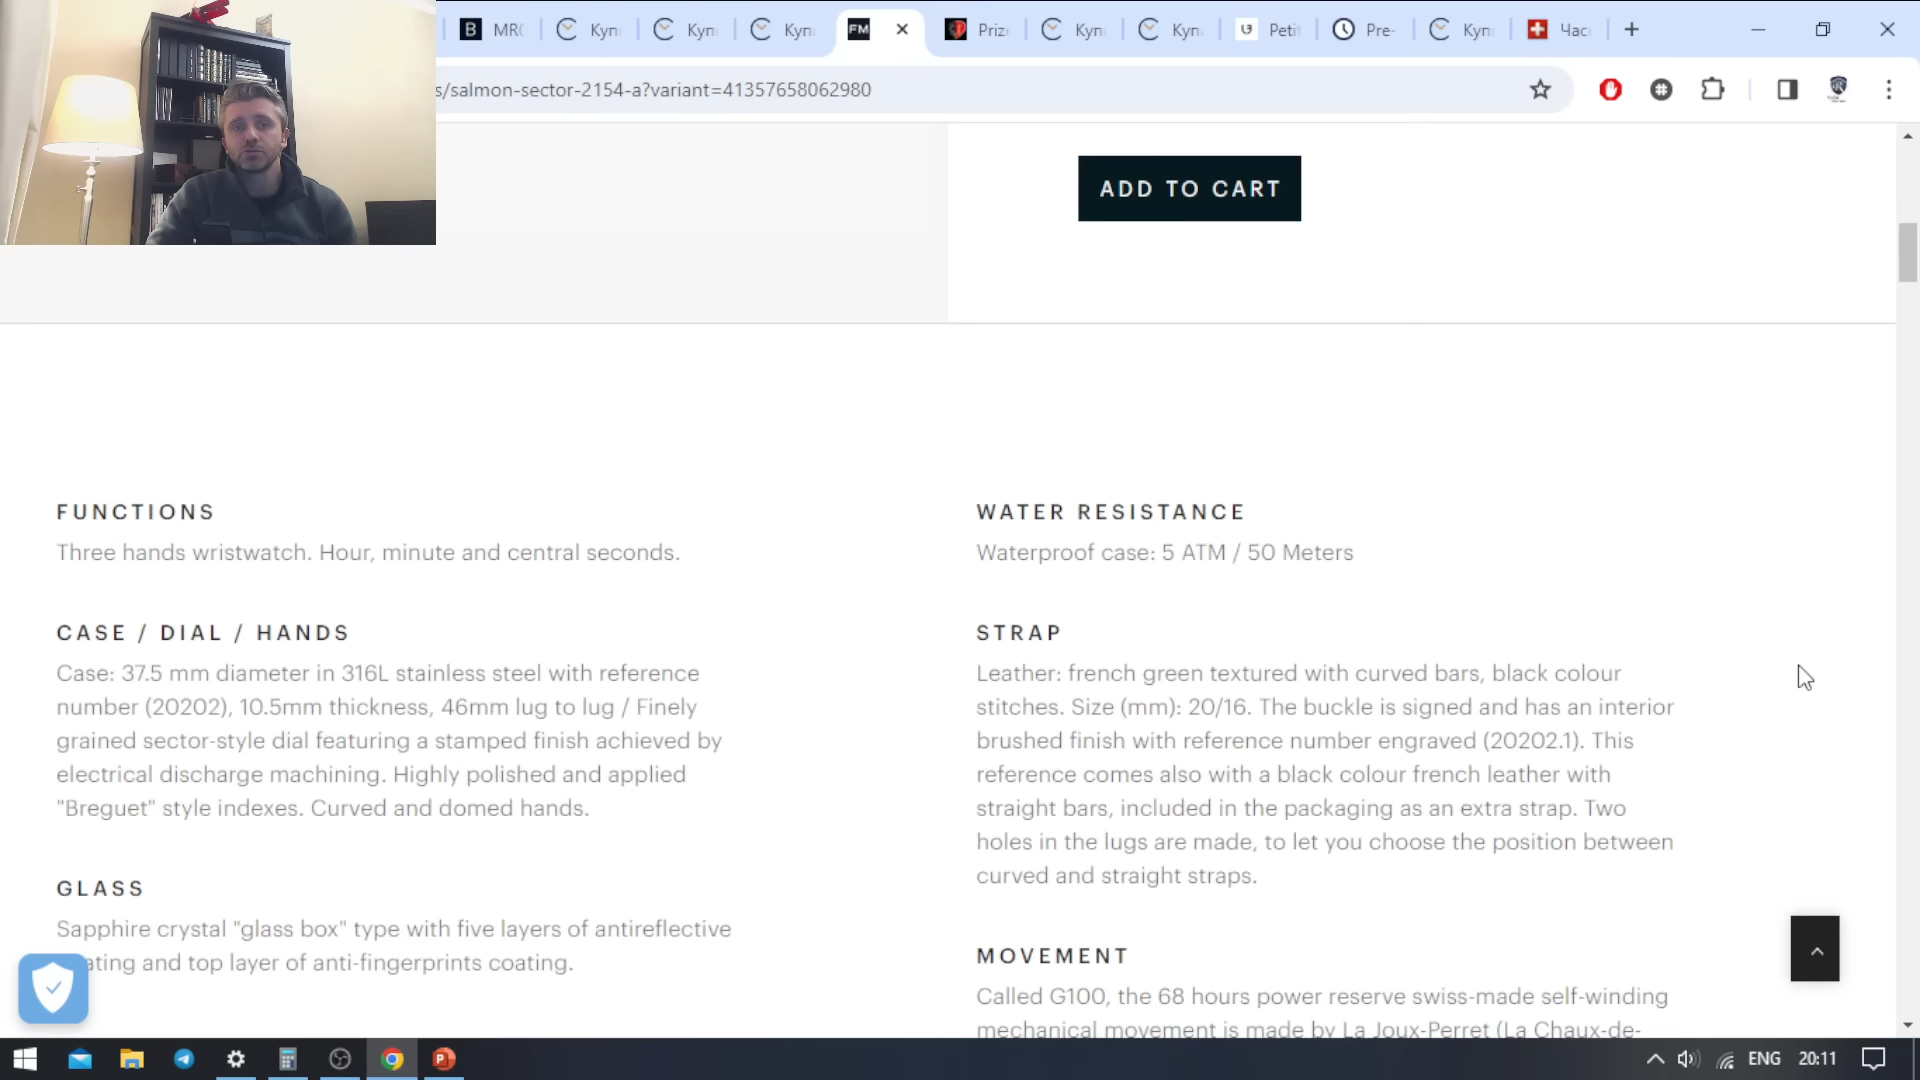 MR
Kyn
Kyn
Kyn
FM
Priz
Kyn
Kyn
Peti
Pre-
Kyn
Час
s/salmon-sector-2154-a?variant=41357658062980
ADD TO CART
FUNCTIONS
Three hands wristwatch. Hour, minute and central seconds.
CASE / DIAL / HANDS
Case: 37.5 mm diameter in 316L stainless steel with reference
number (20202), 10.5mm thickness, 46mm lug to lug / Finely
grained sector-style dial featuring a stamped finish achieved by
electrical discharge machining. Highly polished and applied
"Breguet" style indexes. Curved and domed hands.
GLASS
Sapphire crystal "glass box" type with five layers of antireflective
ating and top layer of anti-fingerprints coating.
WATER RESISTANCE
Waterproof case: 5 ATM / 50 Meters
STRAP
Leather: french green textured with curved bars, black colour
stitches. Size (mm): 20/16. The buckle is signed and has an interior
brushed finish with reference number engraved (20202.1). This
reference comes also with a black colour french leather with
straight bars, included in the packaging as an extra strap. Two
holes in the lugs are made, to let you choose the position between
curved and straight straps.
MOVEMENT
Called G100, the 68 hours power reserve swiss-made self-winding
mechanical movement is made by La Joux-Perret (La Chaux-de-
ENG
20:11